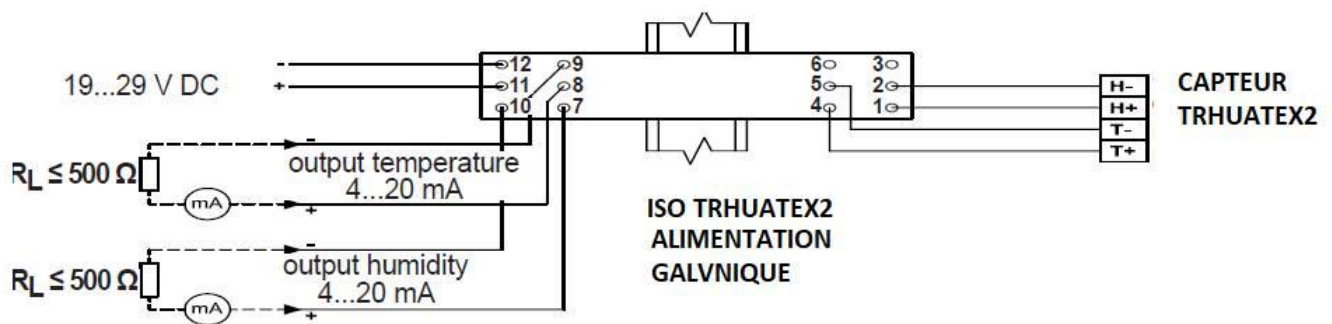 19...29 V DC
-
+
12
11
10
9
8
7
6
5
4
3
2
1
H-
H+
T-
T+
CAPTEUR
TRHUATEX2
RL ≤ 500 Ω
mA
-
output temperature
4...20 mA
+
ISO TRHUATEX2
ALIMENTATION
GALVNIQUE
RL ≤ 500 Ω
mA
-
output humidity
4...20 mA
+